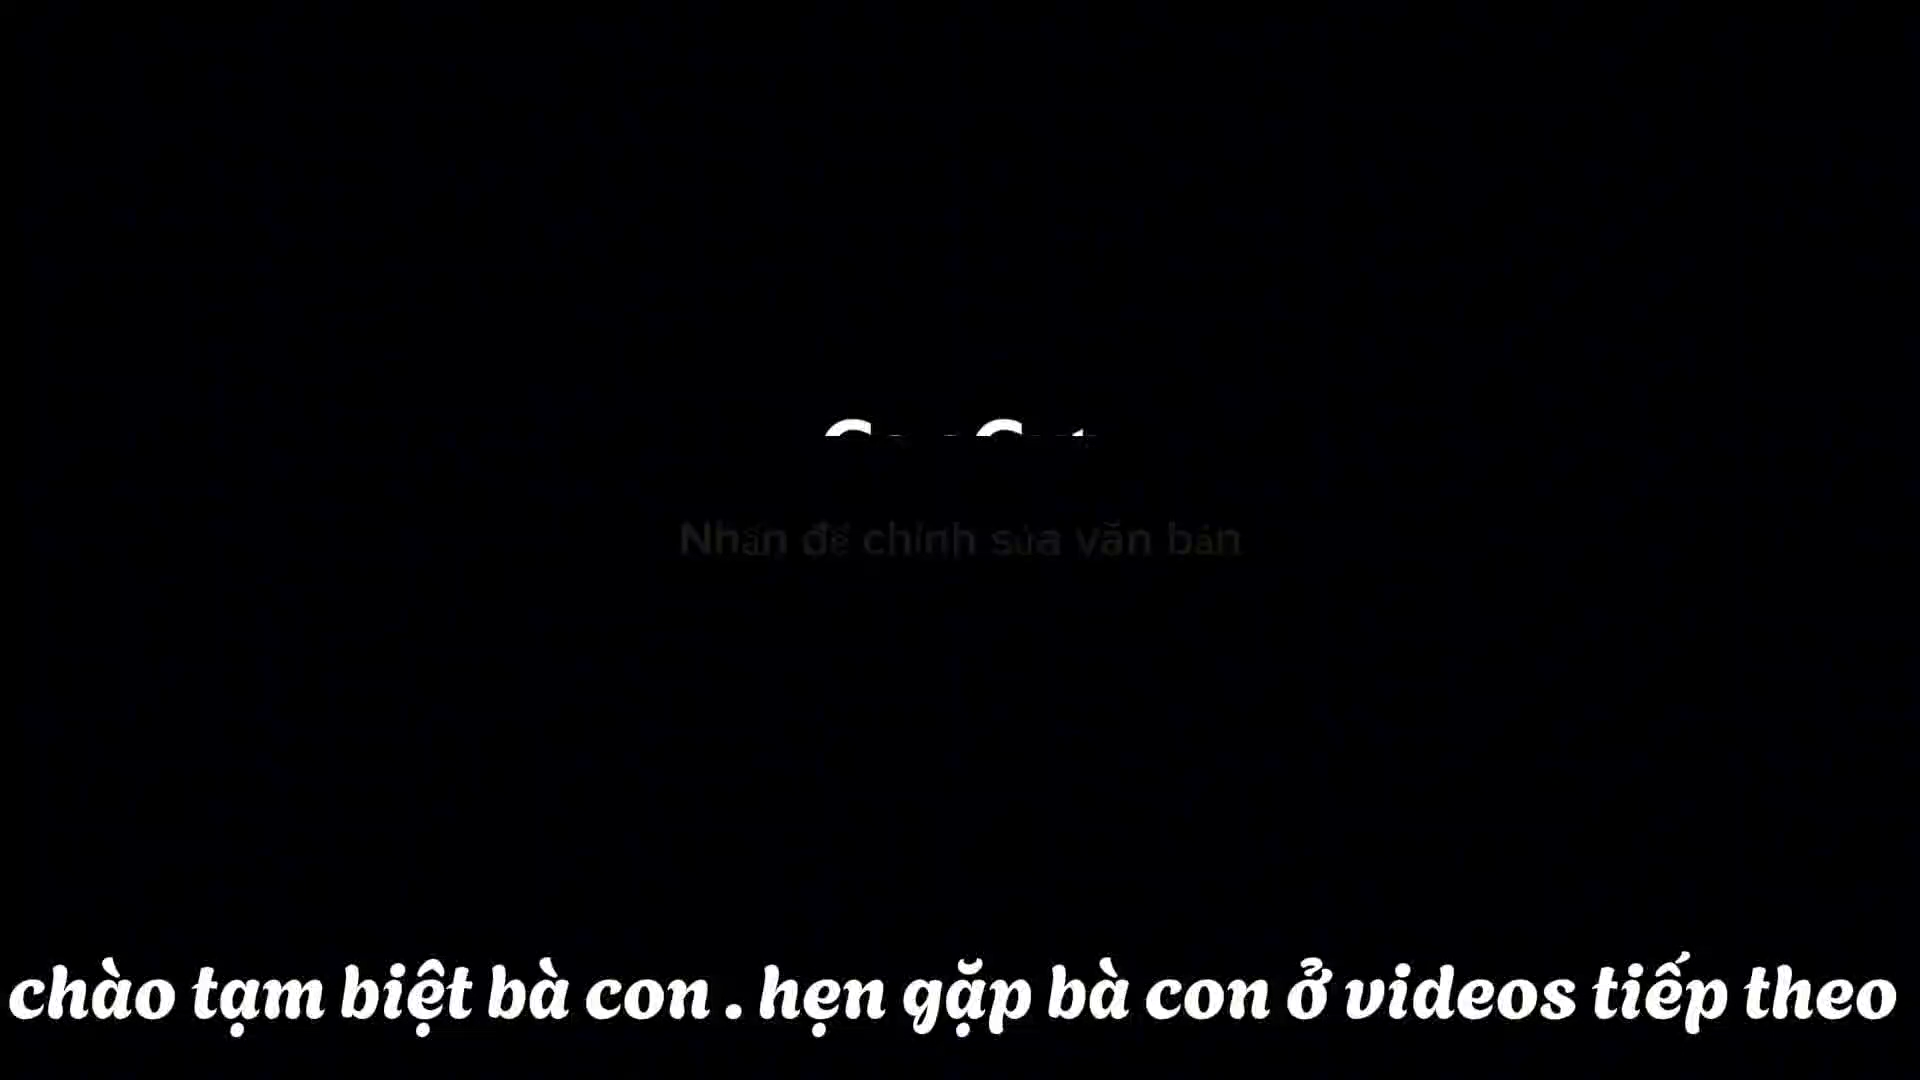 Nhấn để chỉnh sửa văn bản
chào tạm biệt bà con . hẹn gặp bà con ở videos tiếp theo